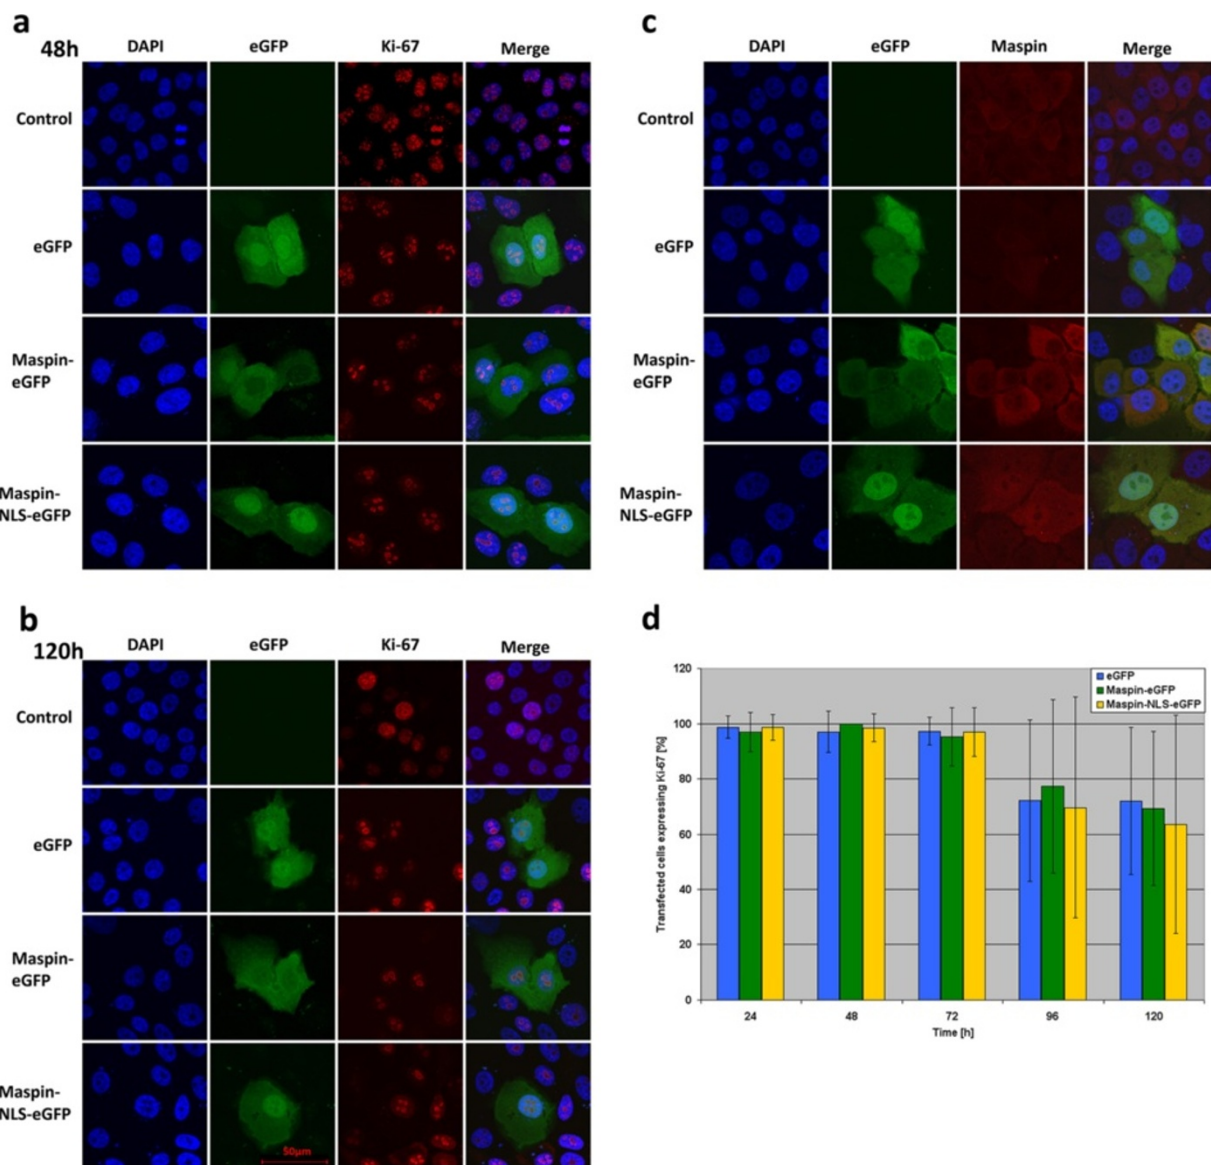 a
48h
DAPI eGFP Ki-67 Merge
Control
eGFP
Maspin-
eGFP
Maspin-
NLS-eGFP
b
120h
DAPI eGFP Ki-67 Merge
Control
eGFP
Maspin-
eGFP
Maspin-
NLS-eGFP
50µm
c
DAPI eGFP Maspin Merge
Control
eGFP
Maspin-
eGFP
Maspin-
NLS-eGFP
d
Transfected cells expressing Ki-67 [%]
120
100
80
60
40
20
0
eGFP
Maspin-eGFP
Maspin-NLS-eGFP
24 48 72 96 120
Time [h]